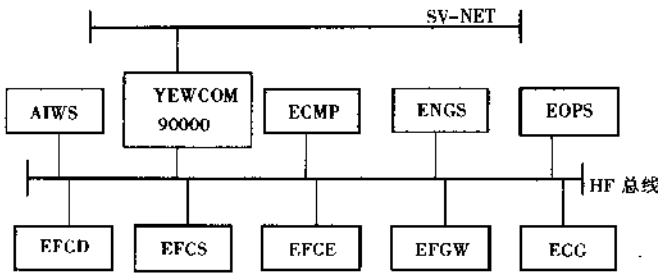 SV-NET
AIWS
YEWCOM
90000
ECMP
ENGS
EOPS
HF 总线
EFCD
EFCS
EFCE
EFGW
ECG